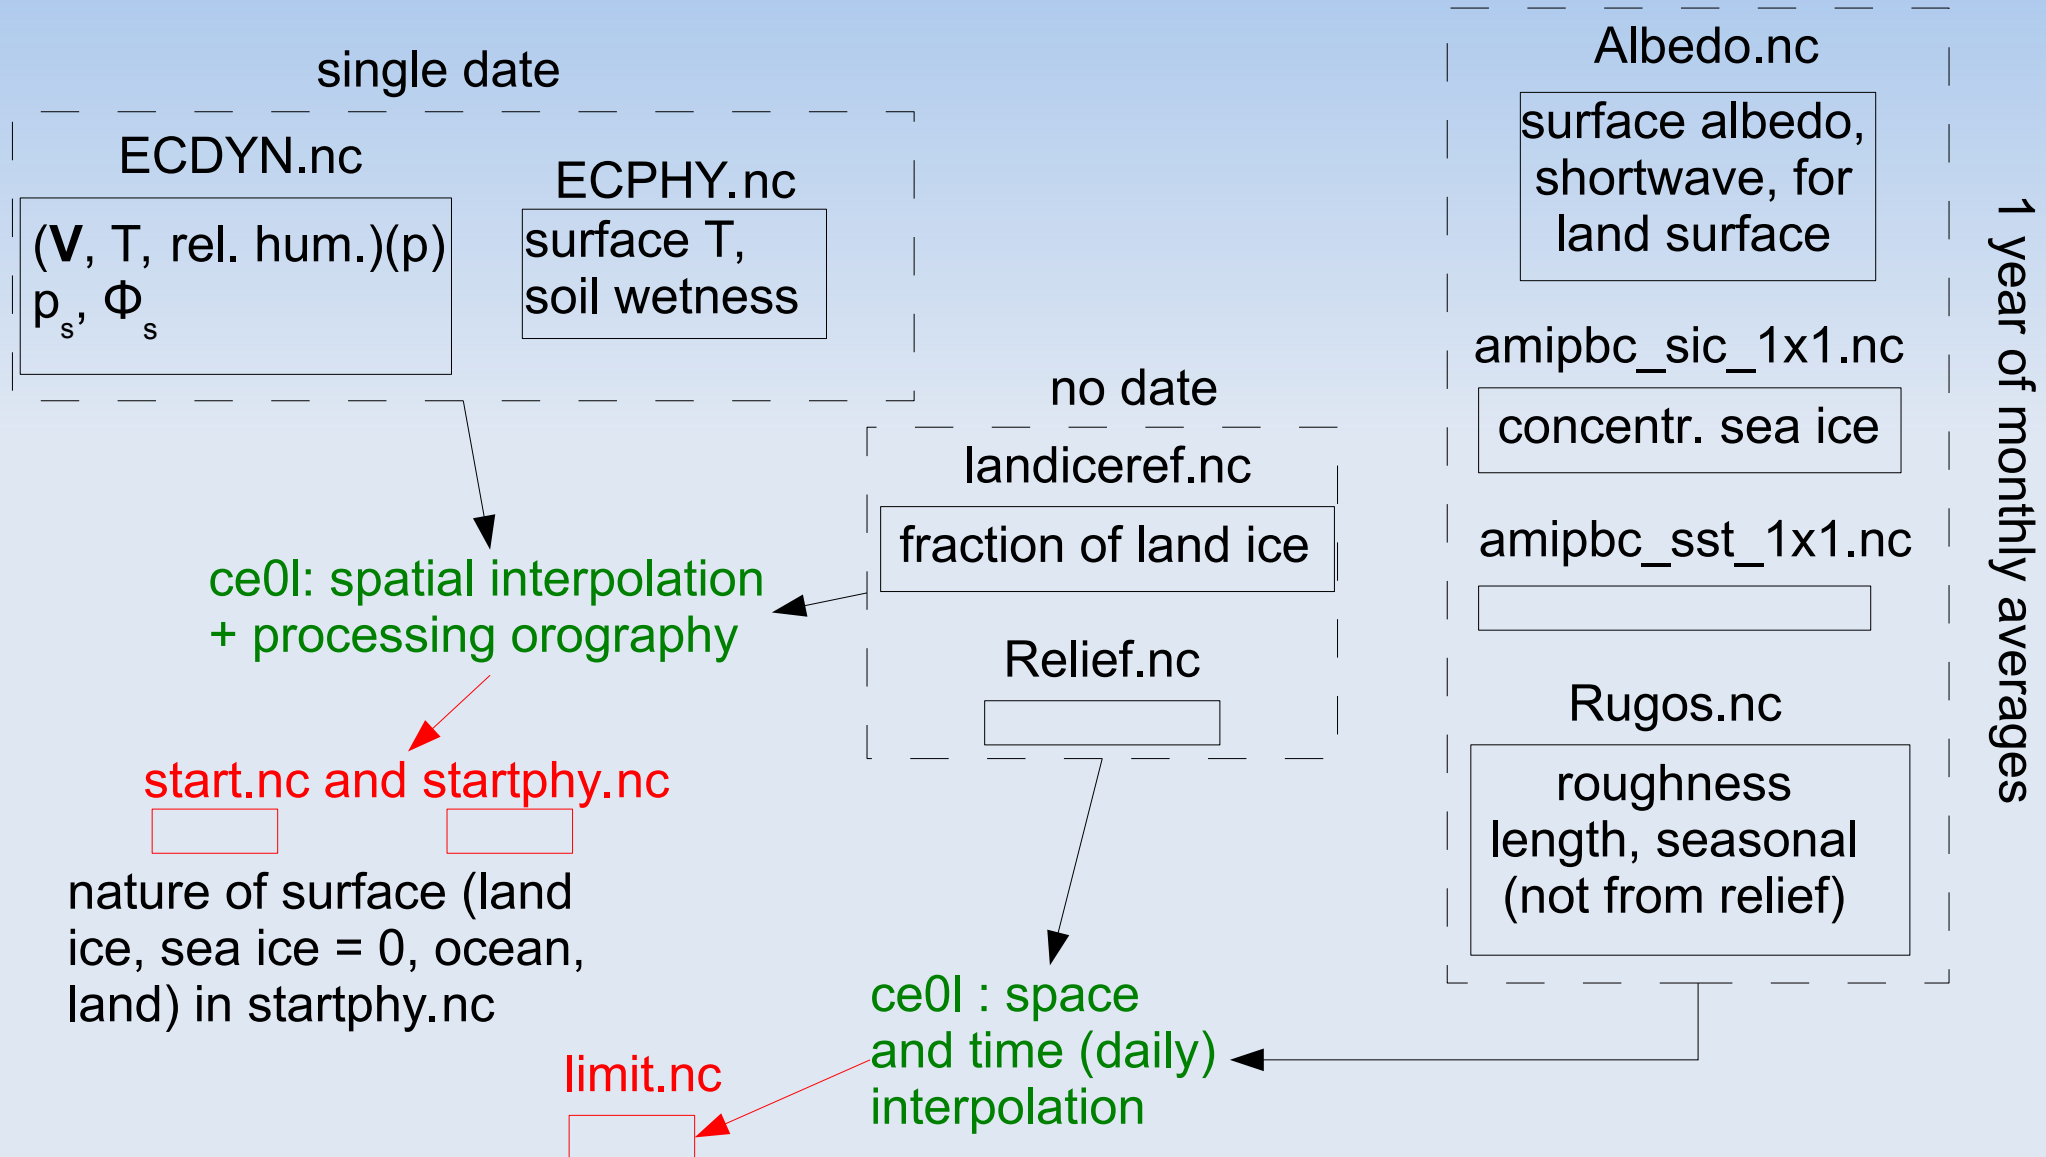 single date
ECDYN.nc
(V, T, rel. hum.)(p)
ps, Φs
ECPHY.nc
surface T,
soil wetness
no date
landiceref.nc
fraction of land ice
Relief.nc
Albedo.nc
surface albedo,
shortwave, for
land surface
amipbc_sic_1x1.nc
concentr. sea ice
amipbc_sst_1x1.nc
Rugos.nc
roughness
length, seasonal
(not from relief)
1 year of monthly averages
ce0l: spatial interpolation
+ processing orography
start.nc and startphy.nc
nature of surface (land
ice, sea ice = 0, ocean,
land) in startphy.nc
ce0l : space
and time (daily)
interpolation
limit.nc